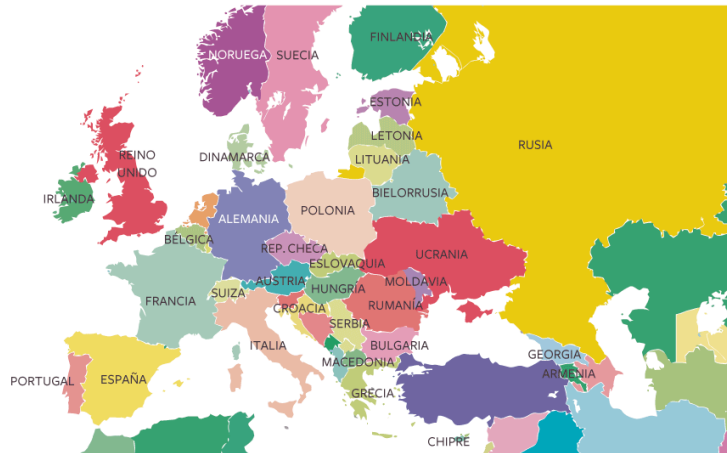 FINLANDIA
NORUEGA
SUECIA
ESTONIA
LETONIA
RUSIA
REINO
UNIDO
DINAMARCA
LITUANIA
BIELORRUSIA
IRLANDA
ALEMANIA
POLONIA
BÉLGICA
REP. CHECA
UCRANIA
ESLOVAQUIA
AUSTRIA
HUNGRIA
MOLDAVIA
SUIZA
FRANCIA
CROACIA
RUMANÍA
SERBIA
ITALIA
BULGARIA
GEORGIA
MACEDONIA
ARMENIA
PORTUGAL
ESPAÑA
GRECIA
CHIPRE